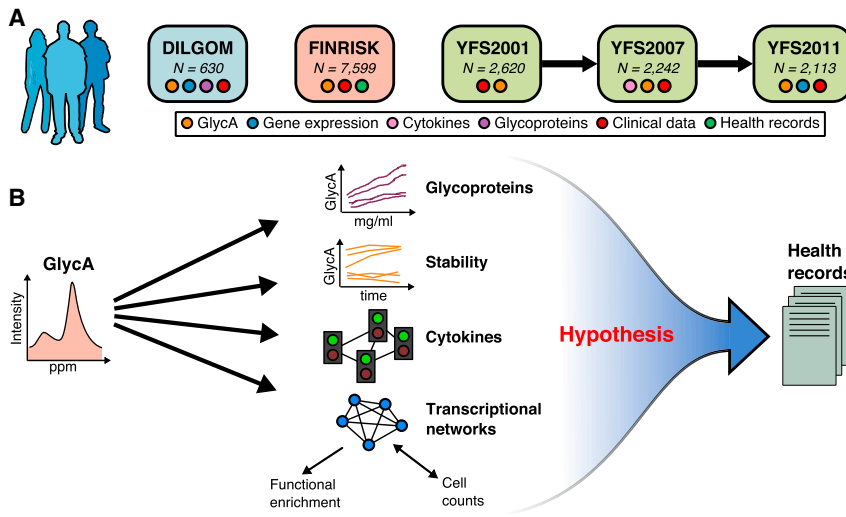 A
DILGOM
N = 630
FINRISK
N = 7,599
YFS2001
N = 2,620
YFS2007
N = 2,242
YFS2011
N = 2,113
GlycA Gene expression Cytokines Glycoproteins Clinical data Health records
B
GlycA
Intensity
ppm
GlycA
mg/ml
Glycoproteins
GlycA
time
Stability
Cytokines
Transcriptional
networks
Functional
enrichment
Cell
counts
Hypothesis
Health
records